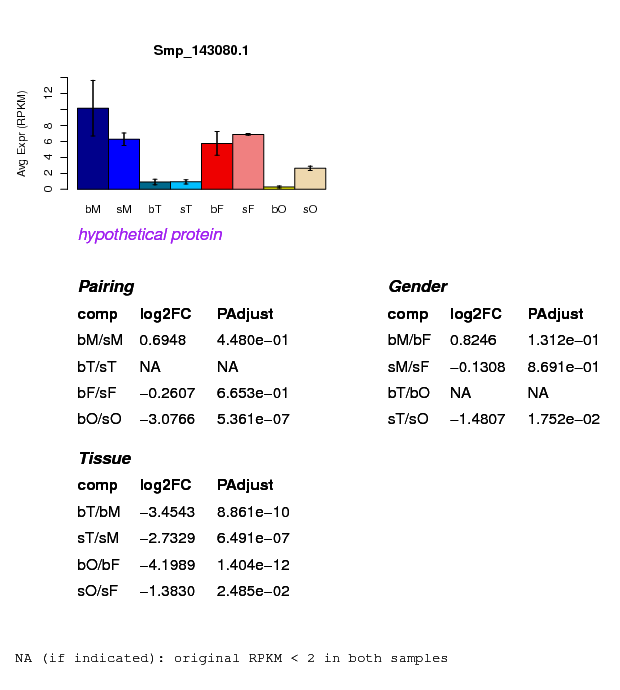 Smp_143080.1
Avg Expr (RPKM)
0 2 4 6 8 12
bM sM bT sT bF sF bO sO
hypothetical protein
Pairing
comp log2FC PAdjust
bM/sM 0.6948 4.480e−01
bT/sT NA NA
bF/sF −0.2607 6.653e−01
bO/sO −3.0766 5.361e−07
Gender
comp log2FC PAdjust
bM/bF 0.8246 1.312e−01
sM/sF −0.1308 8.691e−01
bT/bO NA NA
sT/sO −1.4807 1.752e−02
Tissue
comp log2FC PAdjust
bT/bM −3.4543 8.861e−10
sT/sM −2.7329 6.491e−07
bO/bF −4.1989 1.404e−12
sO/sF −1.3830 2.485e−02
NA (if indicated): original RPKM < 2 in both samples